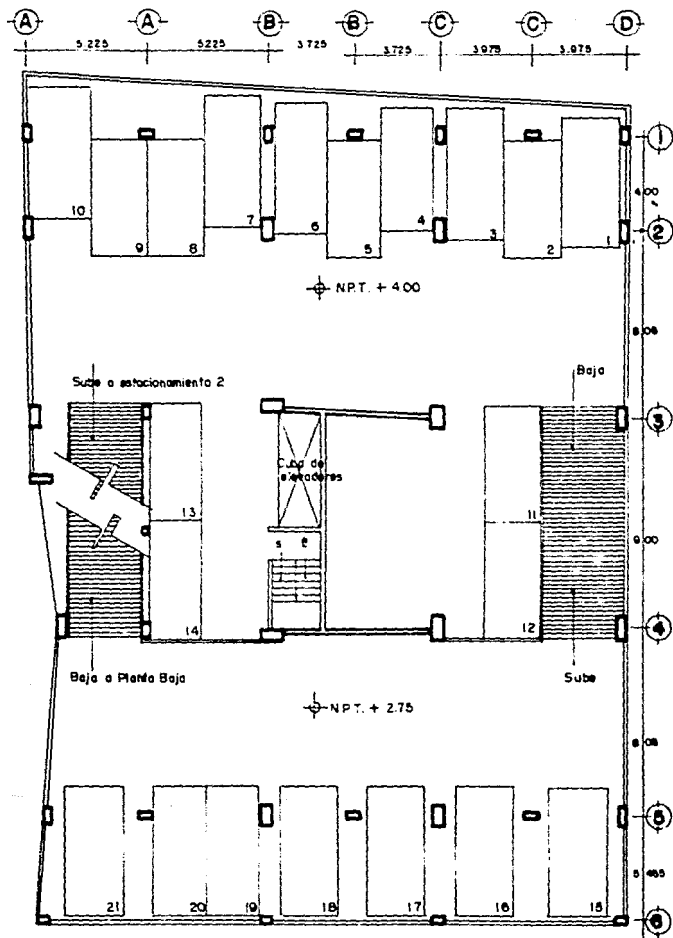 A A B B C C D
5.225 5.225 3.725 3.725 3.975 3.975
1
4.00
2
10 9 8 7 6 5 4 3 2 1
N.P.T. + 4.00
8.05
Sube a estacionamiento 2
Baja
3
Cubo de
elevadores
13 11
S B
9.00
14 12
4
Baja a Planta Baja
Sube
N.P.T. + 2.75
8.05
5
5.465
21 20 19 18 17 16 15
6